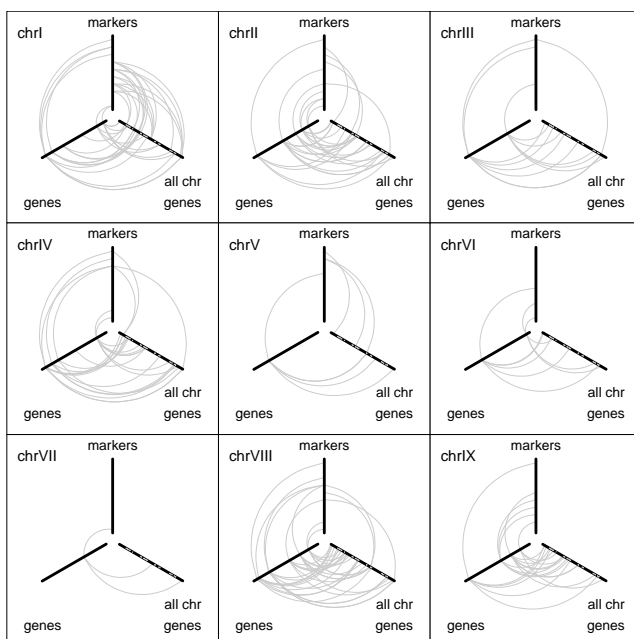 markers
chrI
all chr
genes
genes
markers
chrII
all chr
genes
genes
markers
chrIII
all chr
genes
genes
markers
chrIV
all chr
genes
genes
markers
chrV
all chr
genes
genes
markers
chrVI
all chr
genes
genes
markers
chrVII
all chr
genes
genes
markers
chrVIII
all chr
genes
genes
markers
chrIX
all chr
genes
genes